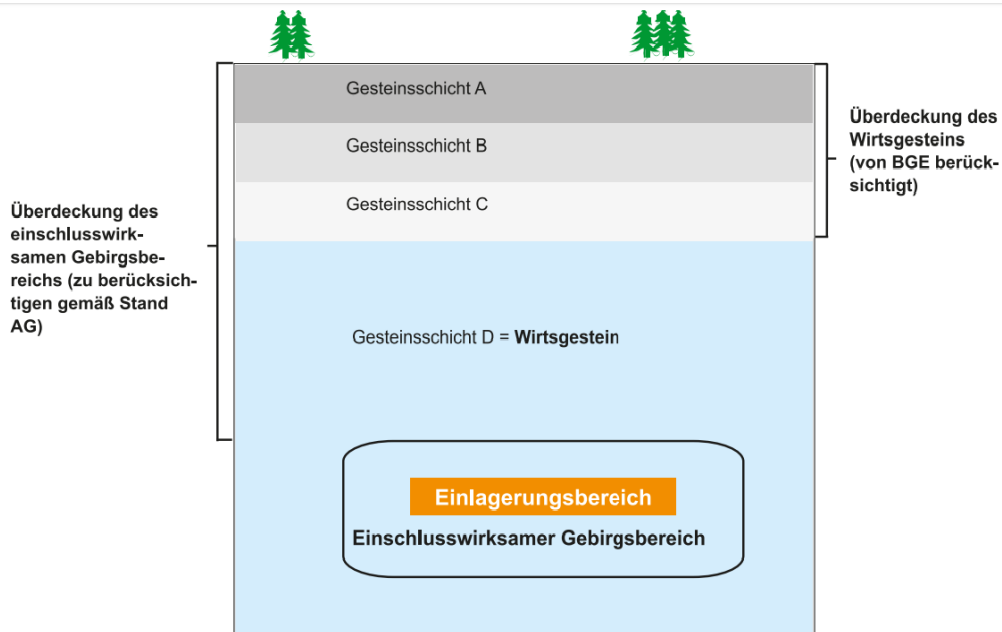 Gesteinsschicht A
Gesteinsschicht B
Gesteinsschicht C
Überdeckung des
Wirtsgesteins
(von BGE berück-
sichtigt)
Überdeckung des
einschlusswirk-
samen Gebirgsbe-
reichs (zu berücksich-
tigen gemäß Stand
AG)
Gesteinsschicht D = Wirtsgestein
Einlagerungsbereich
Einschlusswirksamer Gebirgsbereich